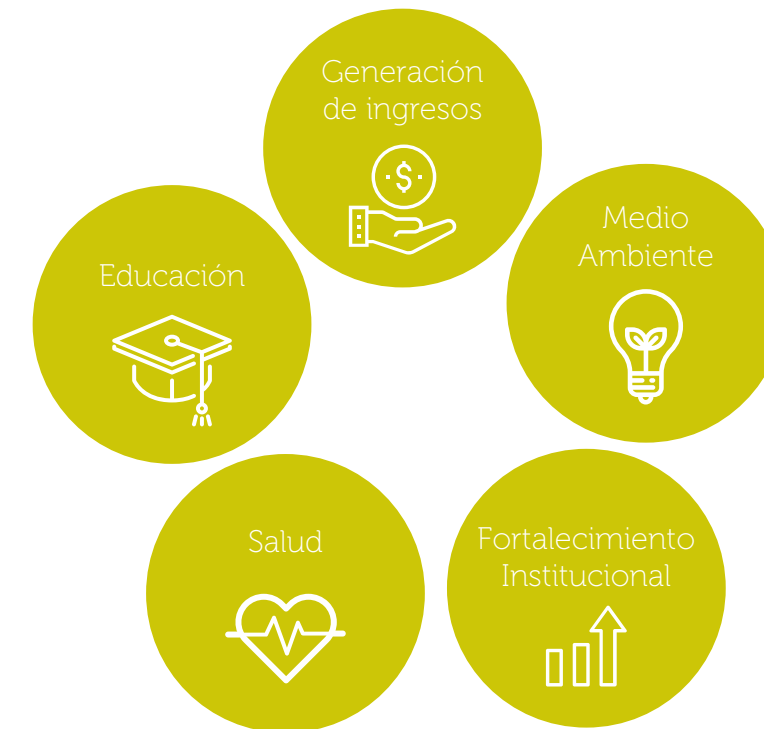 Generación
de ingresos
Medio
Ambiente
Educación
Salud
Fortalecimiento
Institucional